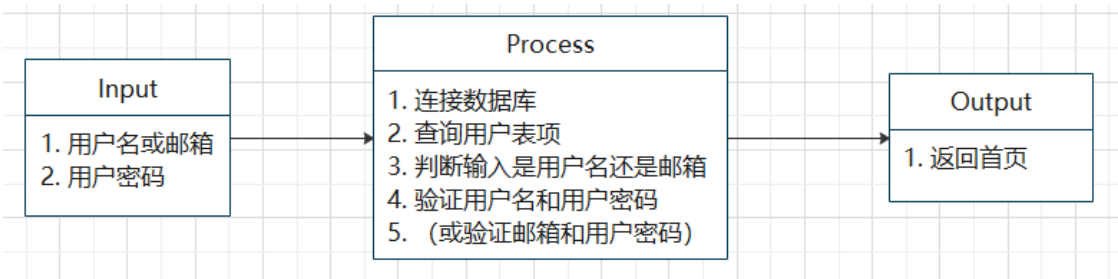 Input
1. 用户名或邮箱
2. 用户密码
Process
1. 连接数据库
2. 查询用户表项
3. 判断输入是用户名还是邮箱
4. 验证用户名和用户密码
5. （或验证邮箱和用户密码）
Output
1. 返回首页